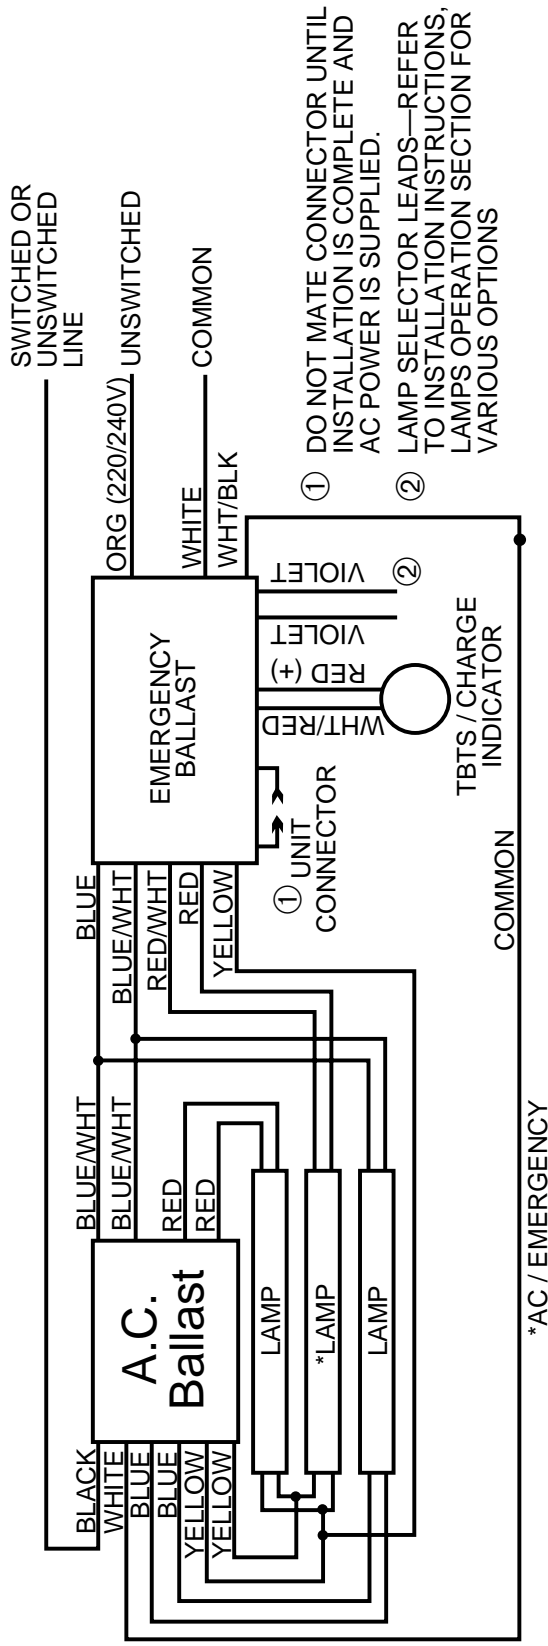 SWITCHED OR
UNSWITCHED
LINE
ORG (220/240V)
UNSWITCHED
WHITE
COMMON
WHT/BLK
EMERGENCY
BALLAST
BLUE
BLUE/WHT
RED/WHT
RED
YELLOW
① UNIT
CONNECTOR
WHT/RED
RED (+)
VIOLET
VIOLET
②
TBTS / CHARGE
INDICATOR
① DO NOT MATE CONNECTOR UNTIL
INSTALLATION IS COMPLETE AND
AC POWER IS SUPPLIED.
② LAMP SELECTOR LEADS—REFER
TO INSTALLATION INSTRUCTIONS,
LAMPS OPERATION SECTION FOR
VARIOUS OPTIONS
BLUE/WHT
BLUE/WHT
RED
RED
A.C.
Ballast
BLACK
WHITE
BLUE
BLUE
YELLOW
YELLOW
LAMP
*LAMP
LAMP
COMMON
*AC / EMERGENCY